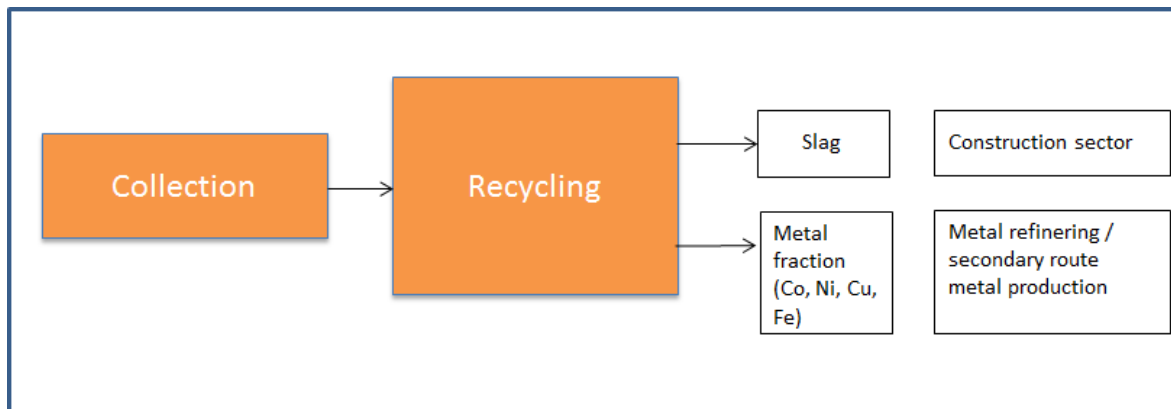 Collection
Recycling
Slag
Construction sector
Metal
fraction
(Co, Ni, Cu,
Fe)
Metal refinering /
secondary route
metal production